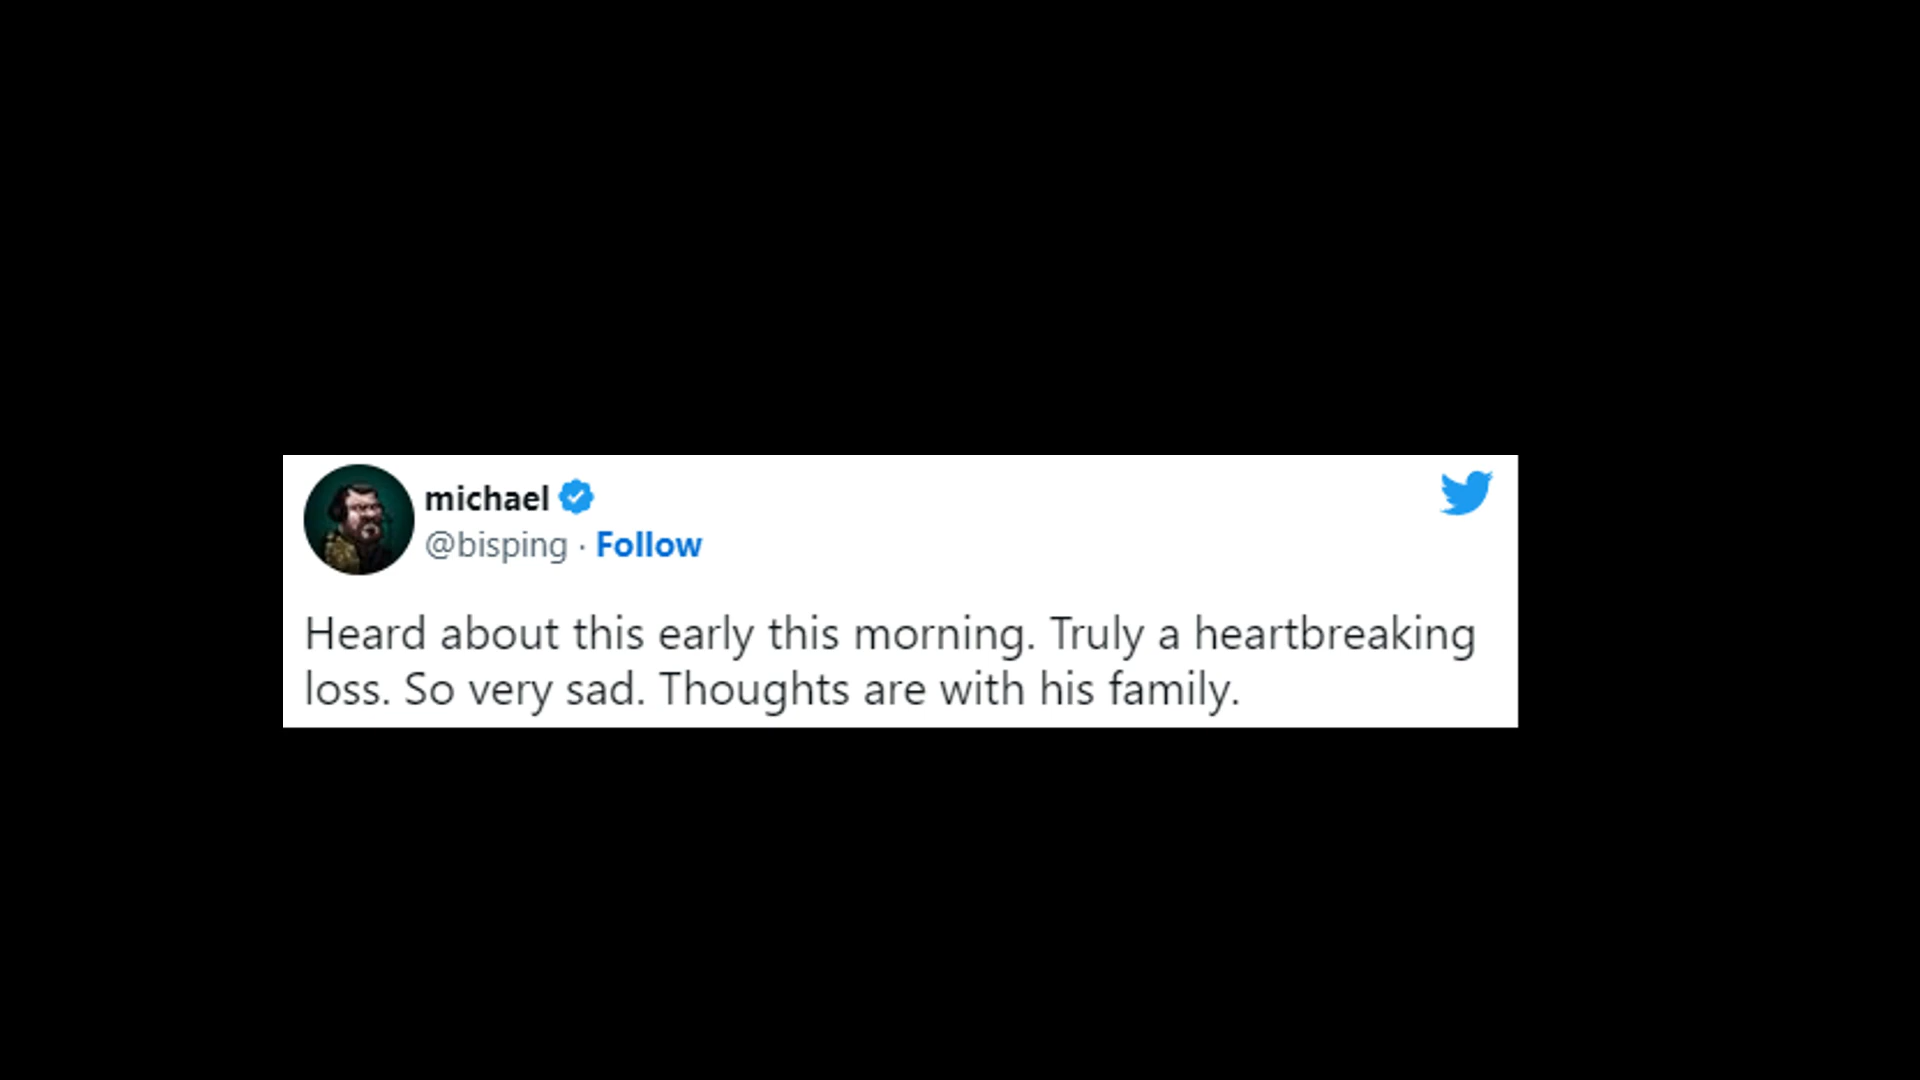 michael
@bisping · Follow
Heard about this early this morning. Truly a heartbreaking
loss. So very sad. Thoughts are with his family.